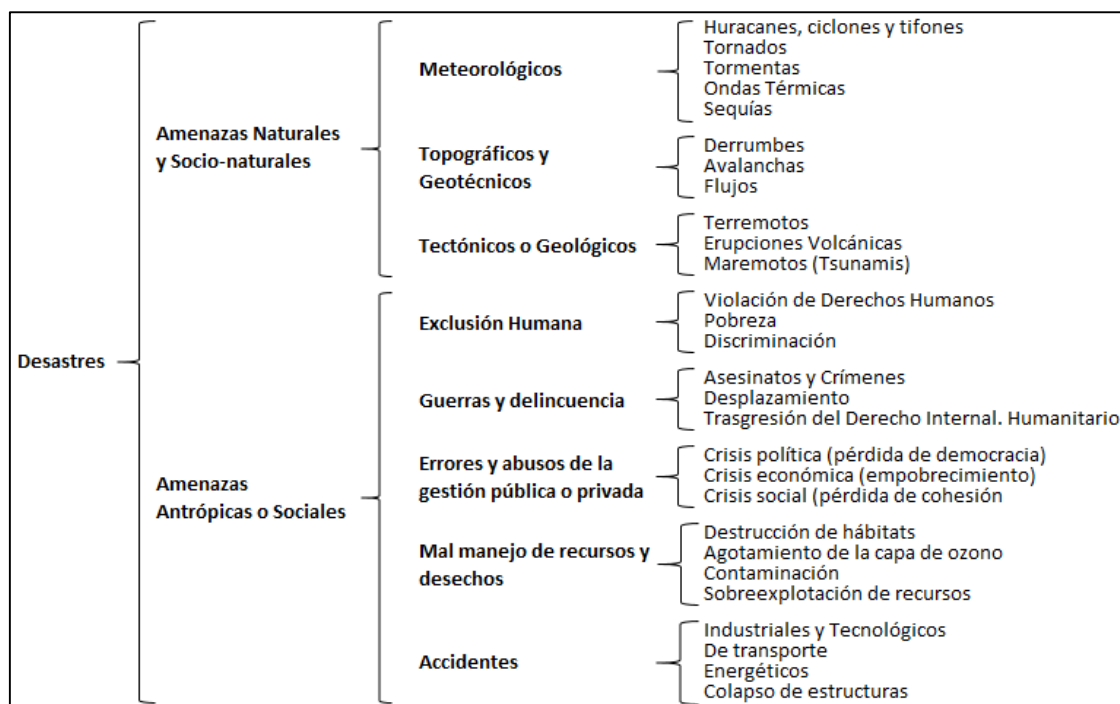 Desastres
Amenazas Naturales
y Socio-naturales
Meteorológicos
Huracanes, ciclones y tifones
Tornados
Tormentas
Ondas Térmicas
Sequías
Topográficos y
Geotécnicos
Derrumbes
Avalanchas
Flujos
Tectónicos o Geológicos
Terremotos
Erupciones Volcánicas
Maremotos (Tsunamis)
Amenazas
Antrópicas o Sociales
Exclusión Humana
Violación de Derechos Humanos
Pobreza
Discriminación
Guerras y delincuencia
Asesinatos y Crímenes
Desplazamiento
Trasgresión del Derecho Internal. Humanitario
Errores y abusos de la
gestión pública o privada
Crisis política (pérdida de democracia)
Crisis económica (empobrecimiento)
Crisis social (pérdida de cohesión
Mal manejo de recursos y
desechos
Destrucción de hábitats
Agotamiento de la capa de ozono
Contaminación
Sobreexplotación de recursos
Accidentes
Industriales y Tecnológicos
De transporte
Energéticos
Colapso de estructuras